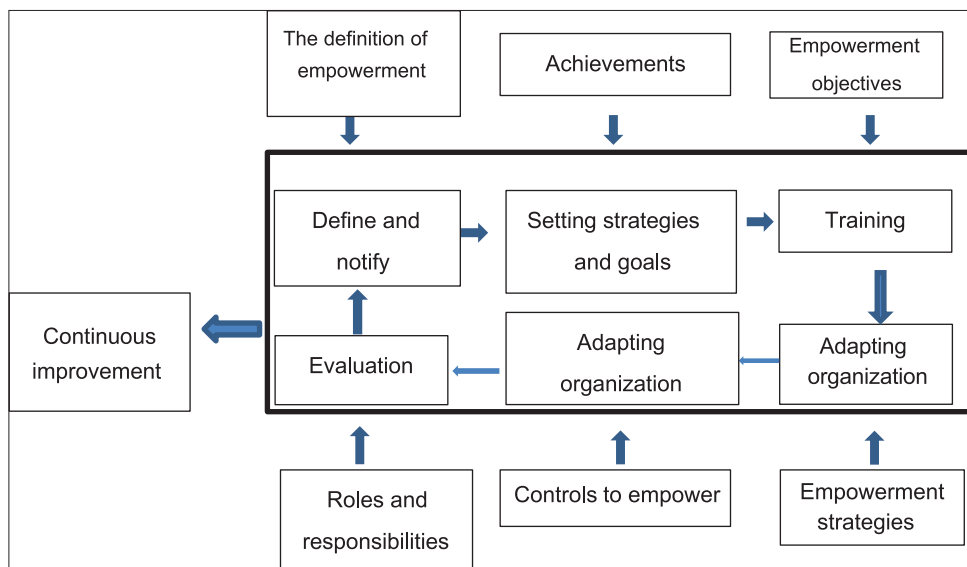 The definition of
empowerment
Achievements
Empowerment
objectives
Define and
notify
Setting strategies
and goals
Training
Continuous
improvement
Evaluation
Adapting
organization
Adapting
organization
Roles and
responsibilities
Controls to empower
Empowerment
strategies